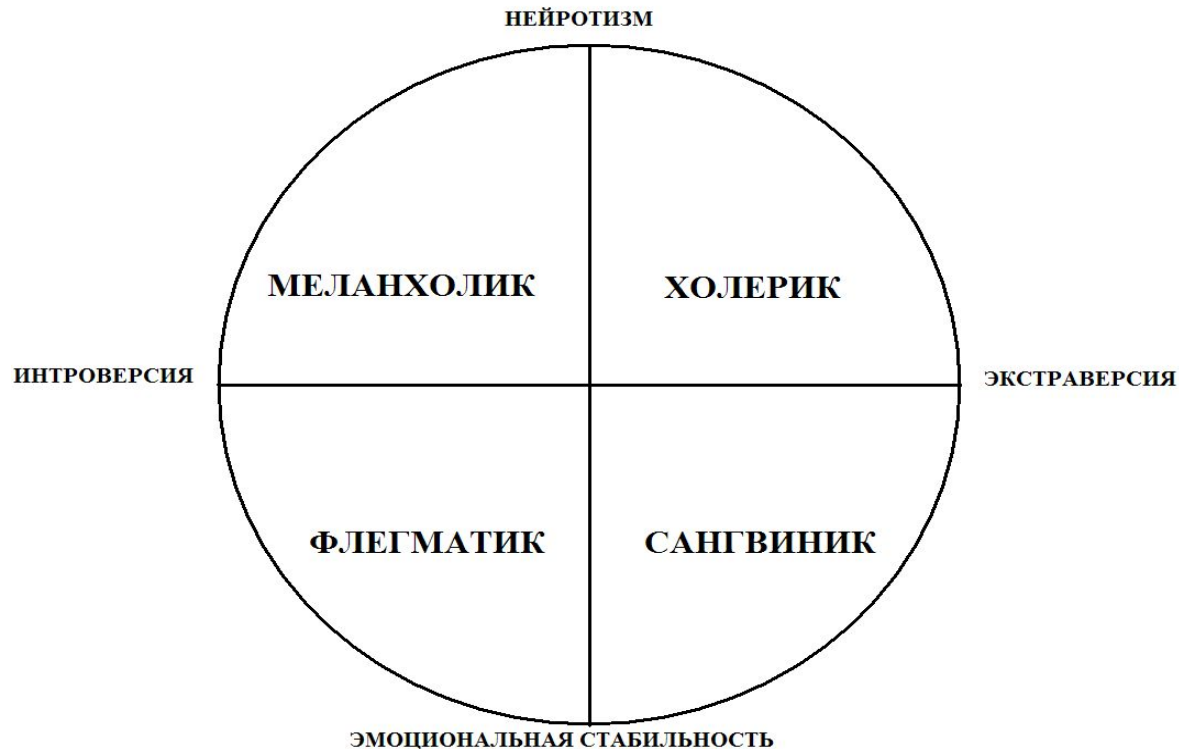 НЕЙРОТИЗМ
МЕЛАНХОЛИК
ХОЛЕРИК
ИНТРОВЕРСИЯ
ЭКСТРАВЕРСИЯ
ФЛЕГМАТИК
САНГВИНИК
ЭМОЦИОНАЛЬНАЯ СТАБИЛЬНОСТЬ